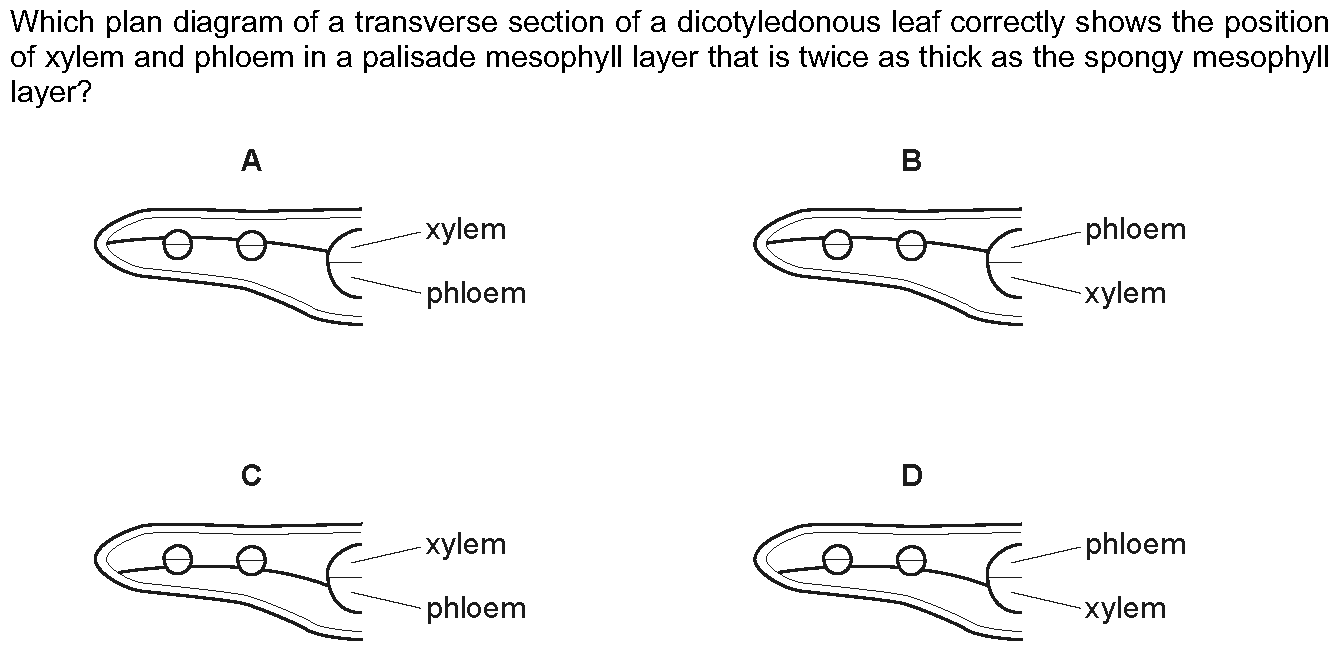 Which plan diagram of a transverse section of a dicotyledonous leaf correctly shows the position
of xylem and phloem in a palisade mesophyll layer that is twice as thick as the spongy mesophyll
layer?
A
B
xylem
phloem
phloem
xylem
C
D
xylem
phloem
phloem
xylem